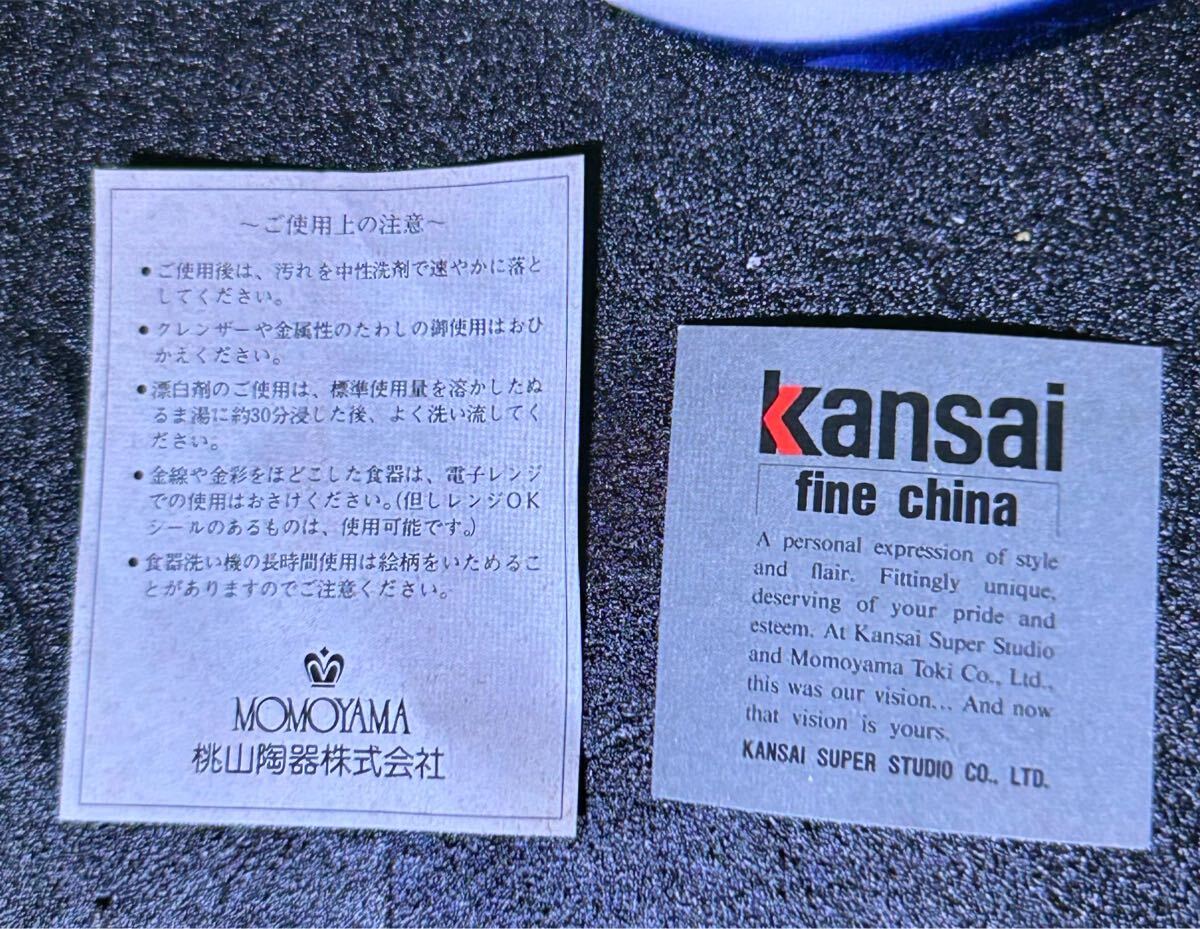 ～ご使用上の注意～
●ご使用後は、汚れを中性洗剤で速やかに落と
してください。
●クレンザーや金属性のたわしの御使用はおひ
かえください。
●漂白剤のご使用は、標準使用量を溶かしたぬ
るま湯に約30分浸した後、よく洗い流してく
ださい。
●金線や金彩をほどこした食器は、電子レンジ
での使用はおさけください。(但しレンジOK
シールのあるものは、使用可能です。)
●食器洗い機の長時間使用は絵柄をいためるこ
とがありますのでご注意ください。
MOMOYAMA
桃山陶器株式会社
kansai
fine china
A personal expression of style
and flair. Fittingly unique,
deserving of your pride and
esteem. At Kansai Super Studio
and Momoyama Toki Co., Ltd.,
this was our vision... And now
that vision is yours.
KANSAI SUPER STUDIO CO., LTD.